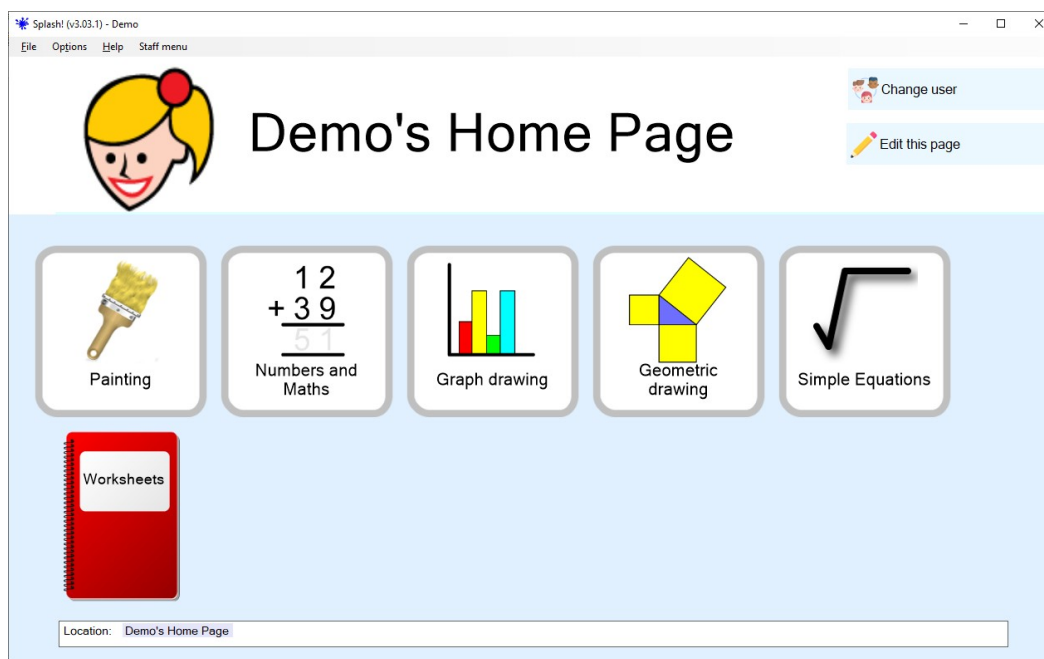 Splash! (v3.03.1) - Demo
File Options Help Staff menu
Demo's Home Page
Change user
Edit this page
12
+ 39
51
Painting
Numbers and
Maths
Graph drawing
Geometric
drawing
Simple Equations
Worksheets
Location: Demo's Home Page